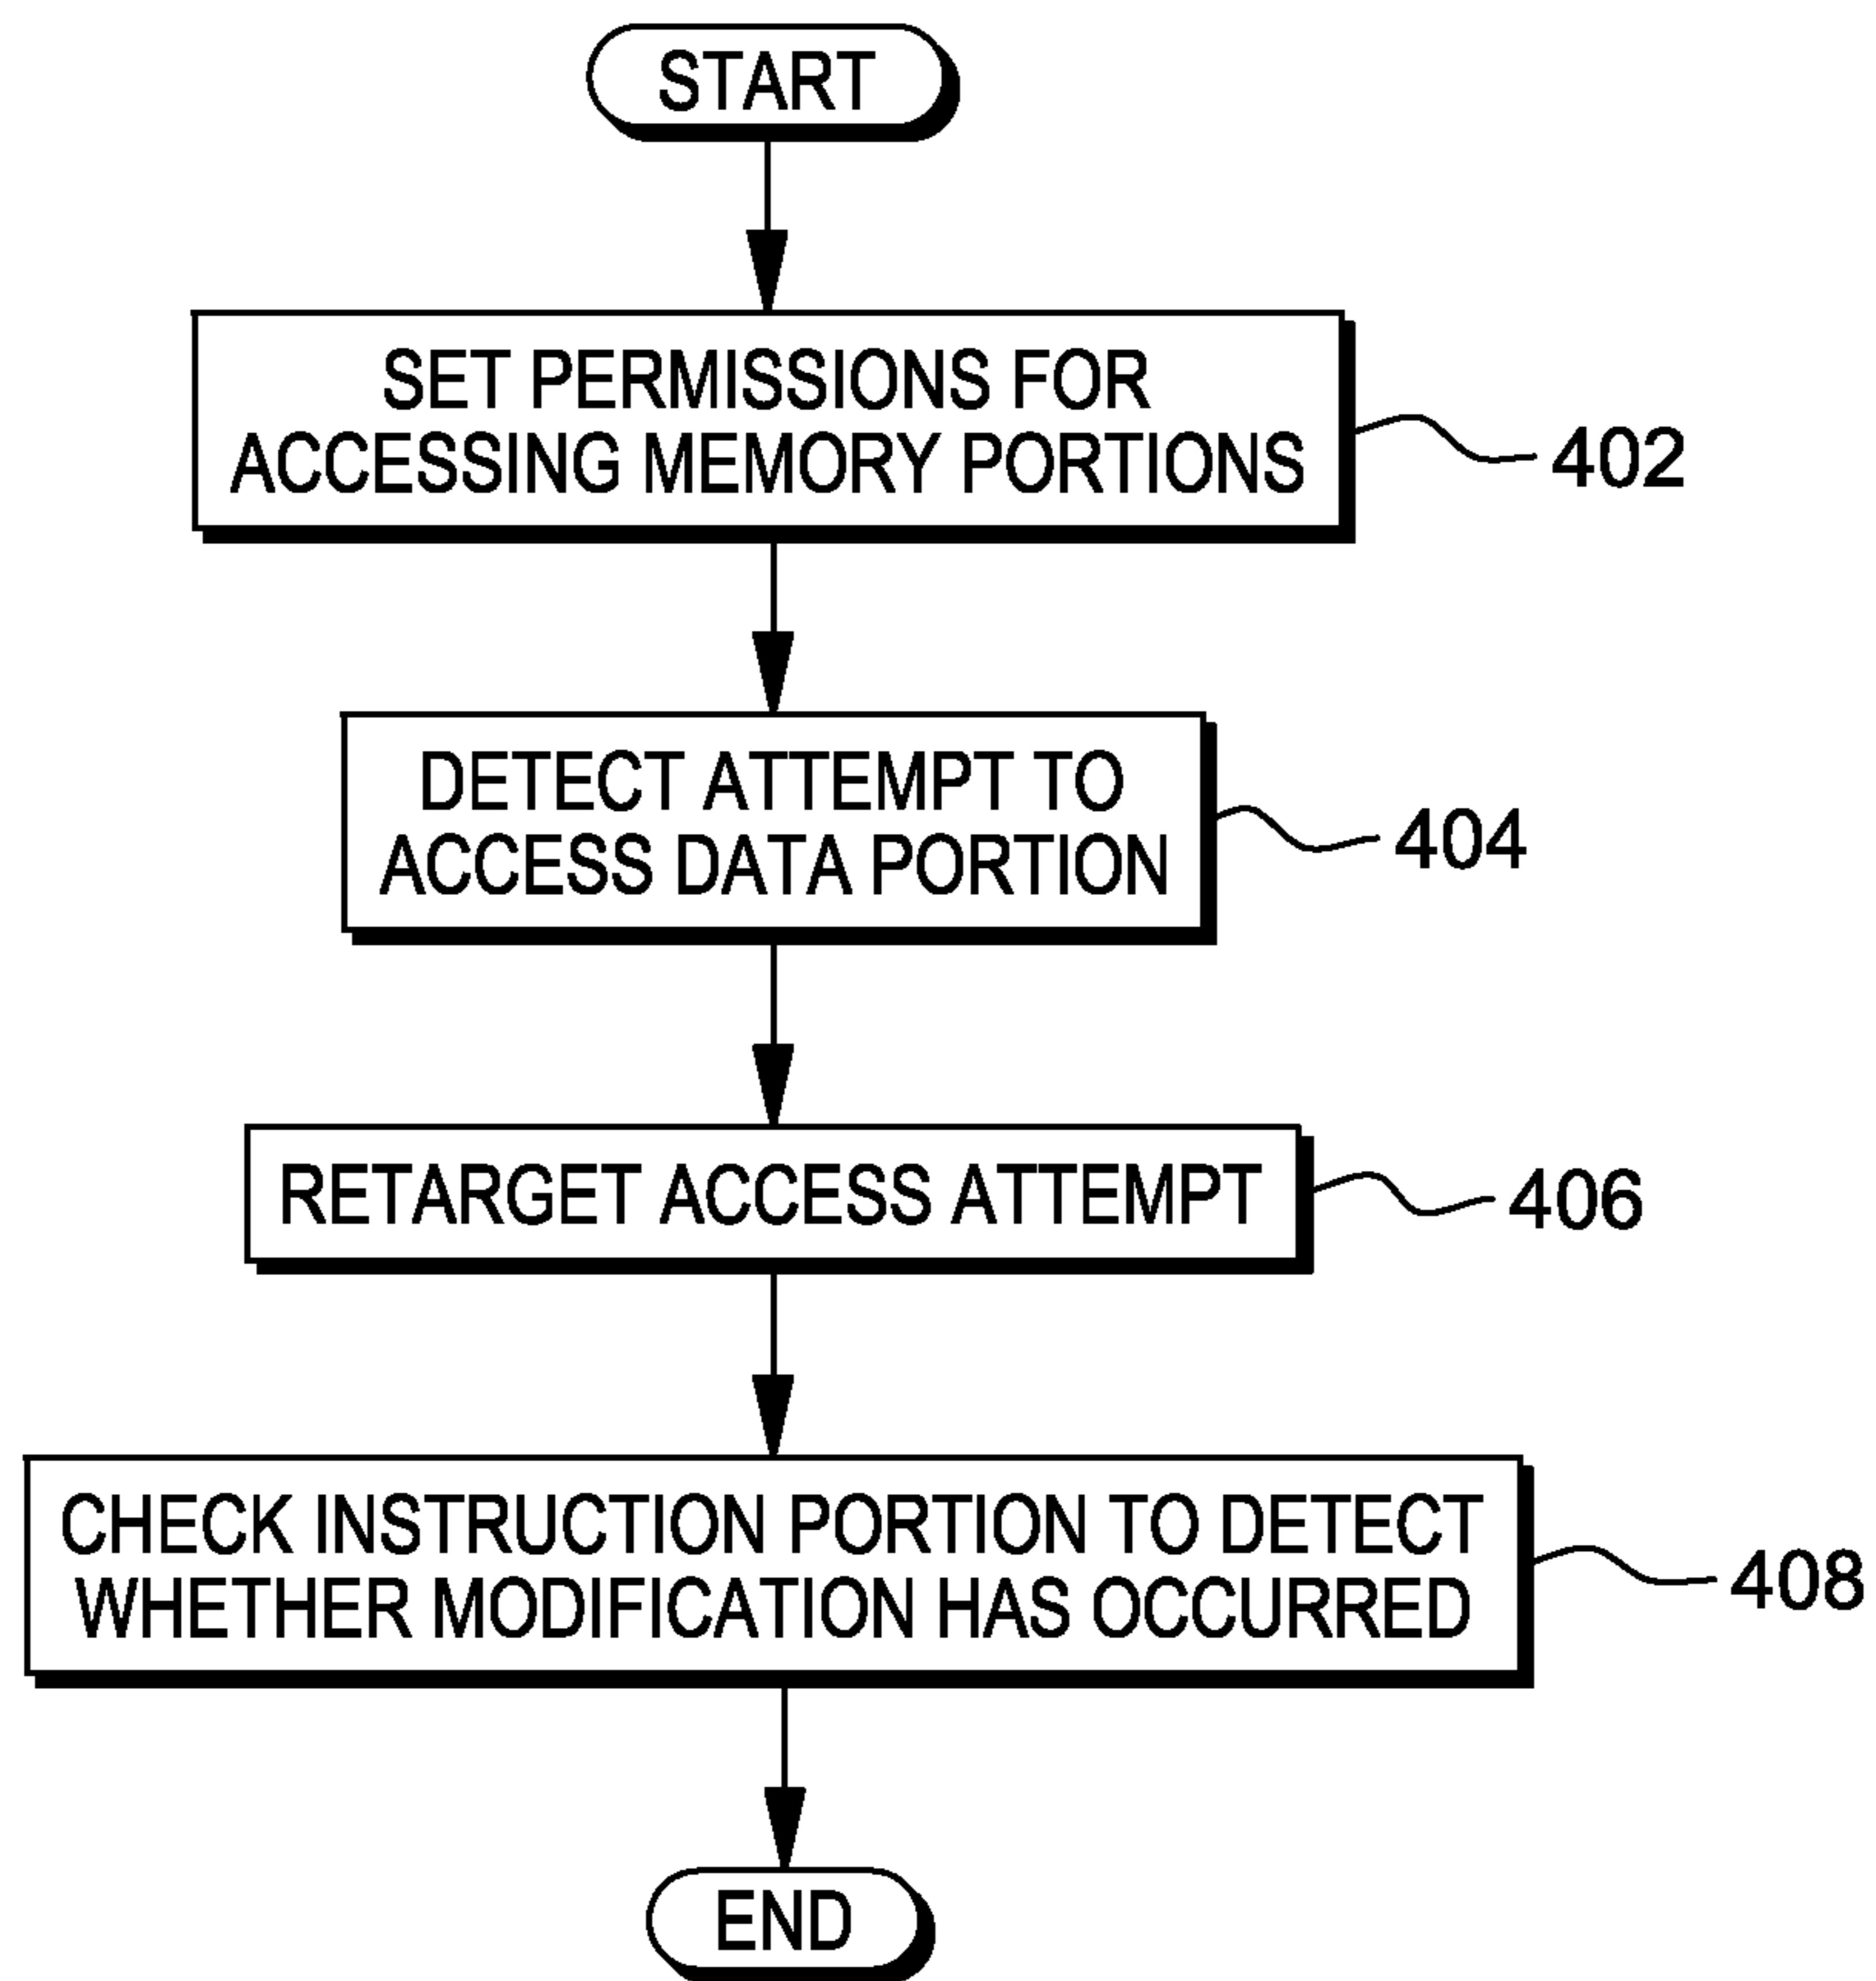 START
SET PERMISSIONS FOR
ACCESSING MEMORY PORTIONS
402
DETECT ATTEMPT TO
ACCESS DATA PORTION
404
RETARGET ACCESS ATTEMPT
406
CHECK INSTRUCTION PORTION TO DETECT
WHETHER MODIFICATION HAS OCCURRED
408
END